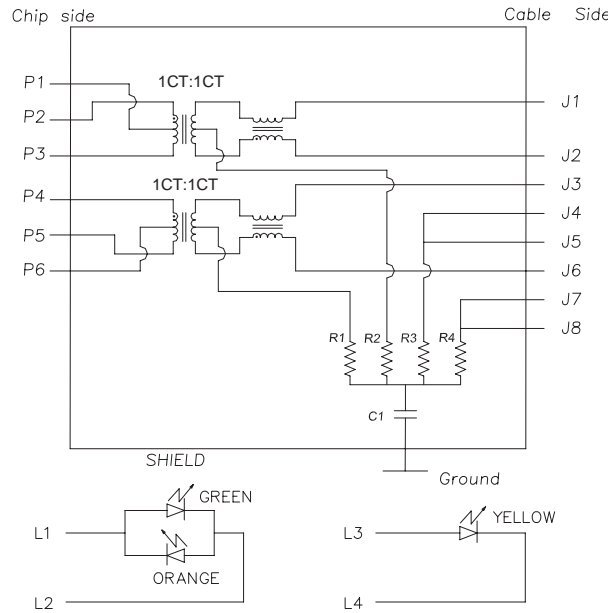 Chip side Cable Side
P1 1CT:1CT
P2 J1
P3 J2
1CT:1CT J3
P4 J4
P5 J5
P6 J6
J7
R1 R2 R3 R4 J8
C1
SHIELD
Ground
GREEN
L1
ORANGE
L2
YELLOW
L3
L4